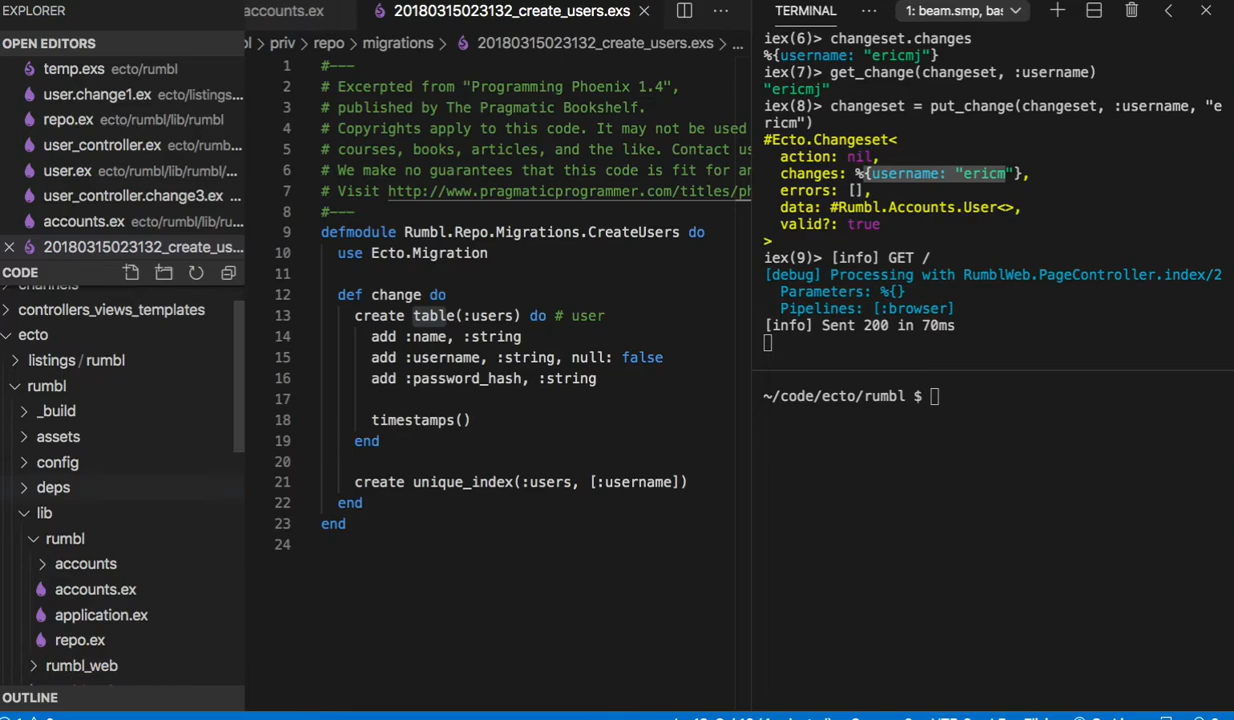 EXPLORER
OPEN EDITORS
temp.exs ecto/rumbl
user.change1.ex ecto/listings...
repo.ex ecto/rumbl/lib/rumbl
user_controller.ex ecto/rumbl...
user.ex ecto/rumbl/lib/rumbl/...
user_controller.change3.ex ...
accounts.ex ecto/rumbl/lib/ru...
20180315023132_create_us...
CODE
channels
controllers_views_templates
ecto
listings / rumbl
rumbl
_build
assets
config
deps
lib
rumbl
accounts
accounts.ex
application.ex
repo.ex
rumbl_web
OUTLINE
accounts.ex
20180315023132_create_users.exs
bl > priv > repo > migrations > 20180315023132_create_users.exs > ...
1 #---
2 # Excerpted from "Programming Phoenix 1.4",
3 # published by The Pragmatic Bookshelf.
4 # Copyrights apply to this code. It may not be used
5 # courses, books, articles, and the like. Contact us
6 # We make no guarantees that this code is fit for an
7 # Visit http://www.pragmaticprogrammer.com/titles/ph
8 #---
9 defmodule Rumbl.Repo.Migrations.CreateUsers do
10 use Ecto.Migration
11
12 def change do
13 create table(:users) do # user
14 add :name, :string
15 add :username, :string, null: false
16 add :password_hash, :string
17
18 timestamps()
19 end
20
21 create unique_index(:users, [:username])
22 end
23 end
24
TERMINAL ... 1: beam.smp, bas
iex(6)> changeset.changes
%{username: "ericmj"}
iex(7)> get_change(changeset, :username)
"ericmj"
iex(8)> changeset = put_change(changeset, :username, "e
ricm")
#Ecto.Changeset<
action: nil,
changes: %{username: "ericm"},
errors: [],
data: #Rumbl.Accounts.User<>,
valid?: true
>
iex(9)> [info] GET /
[debug] Processing with RumblWeb.PageController.index/2
Parameters: %{}
Pipelines: [:browser]
[info] Sent 200 in 70ms
~/code/ecto/rumbl $